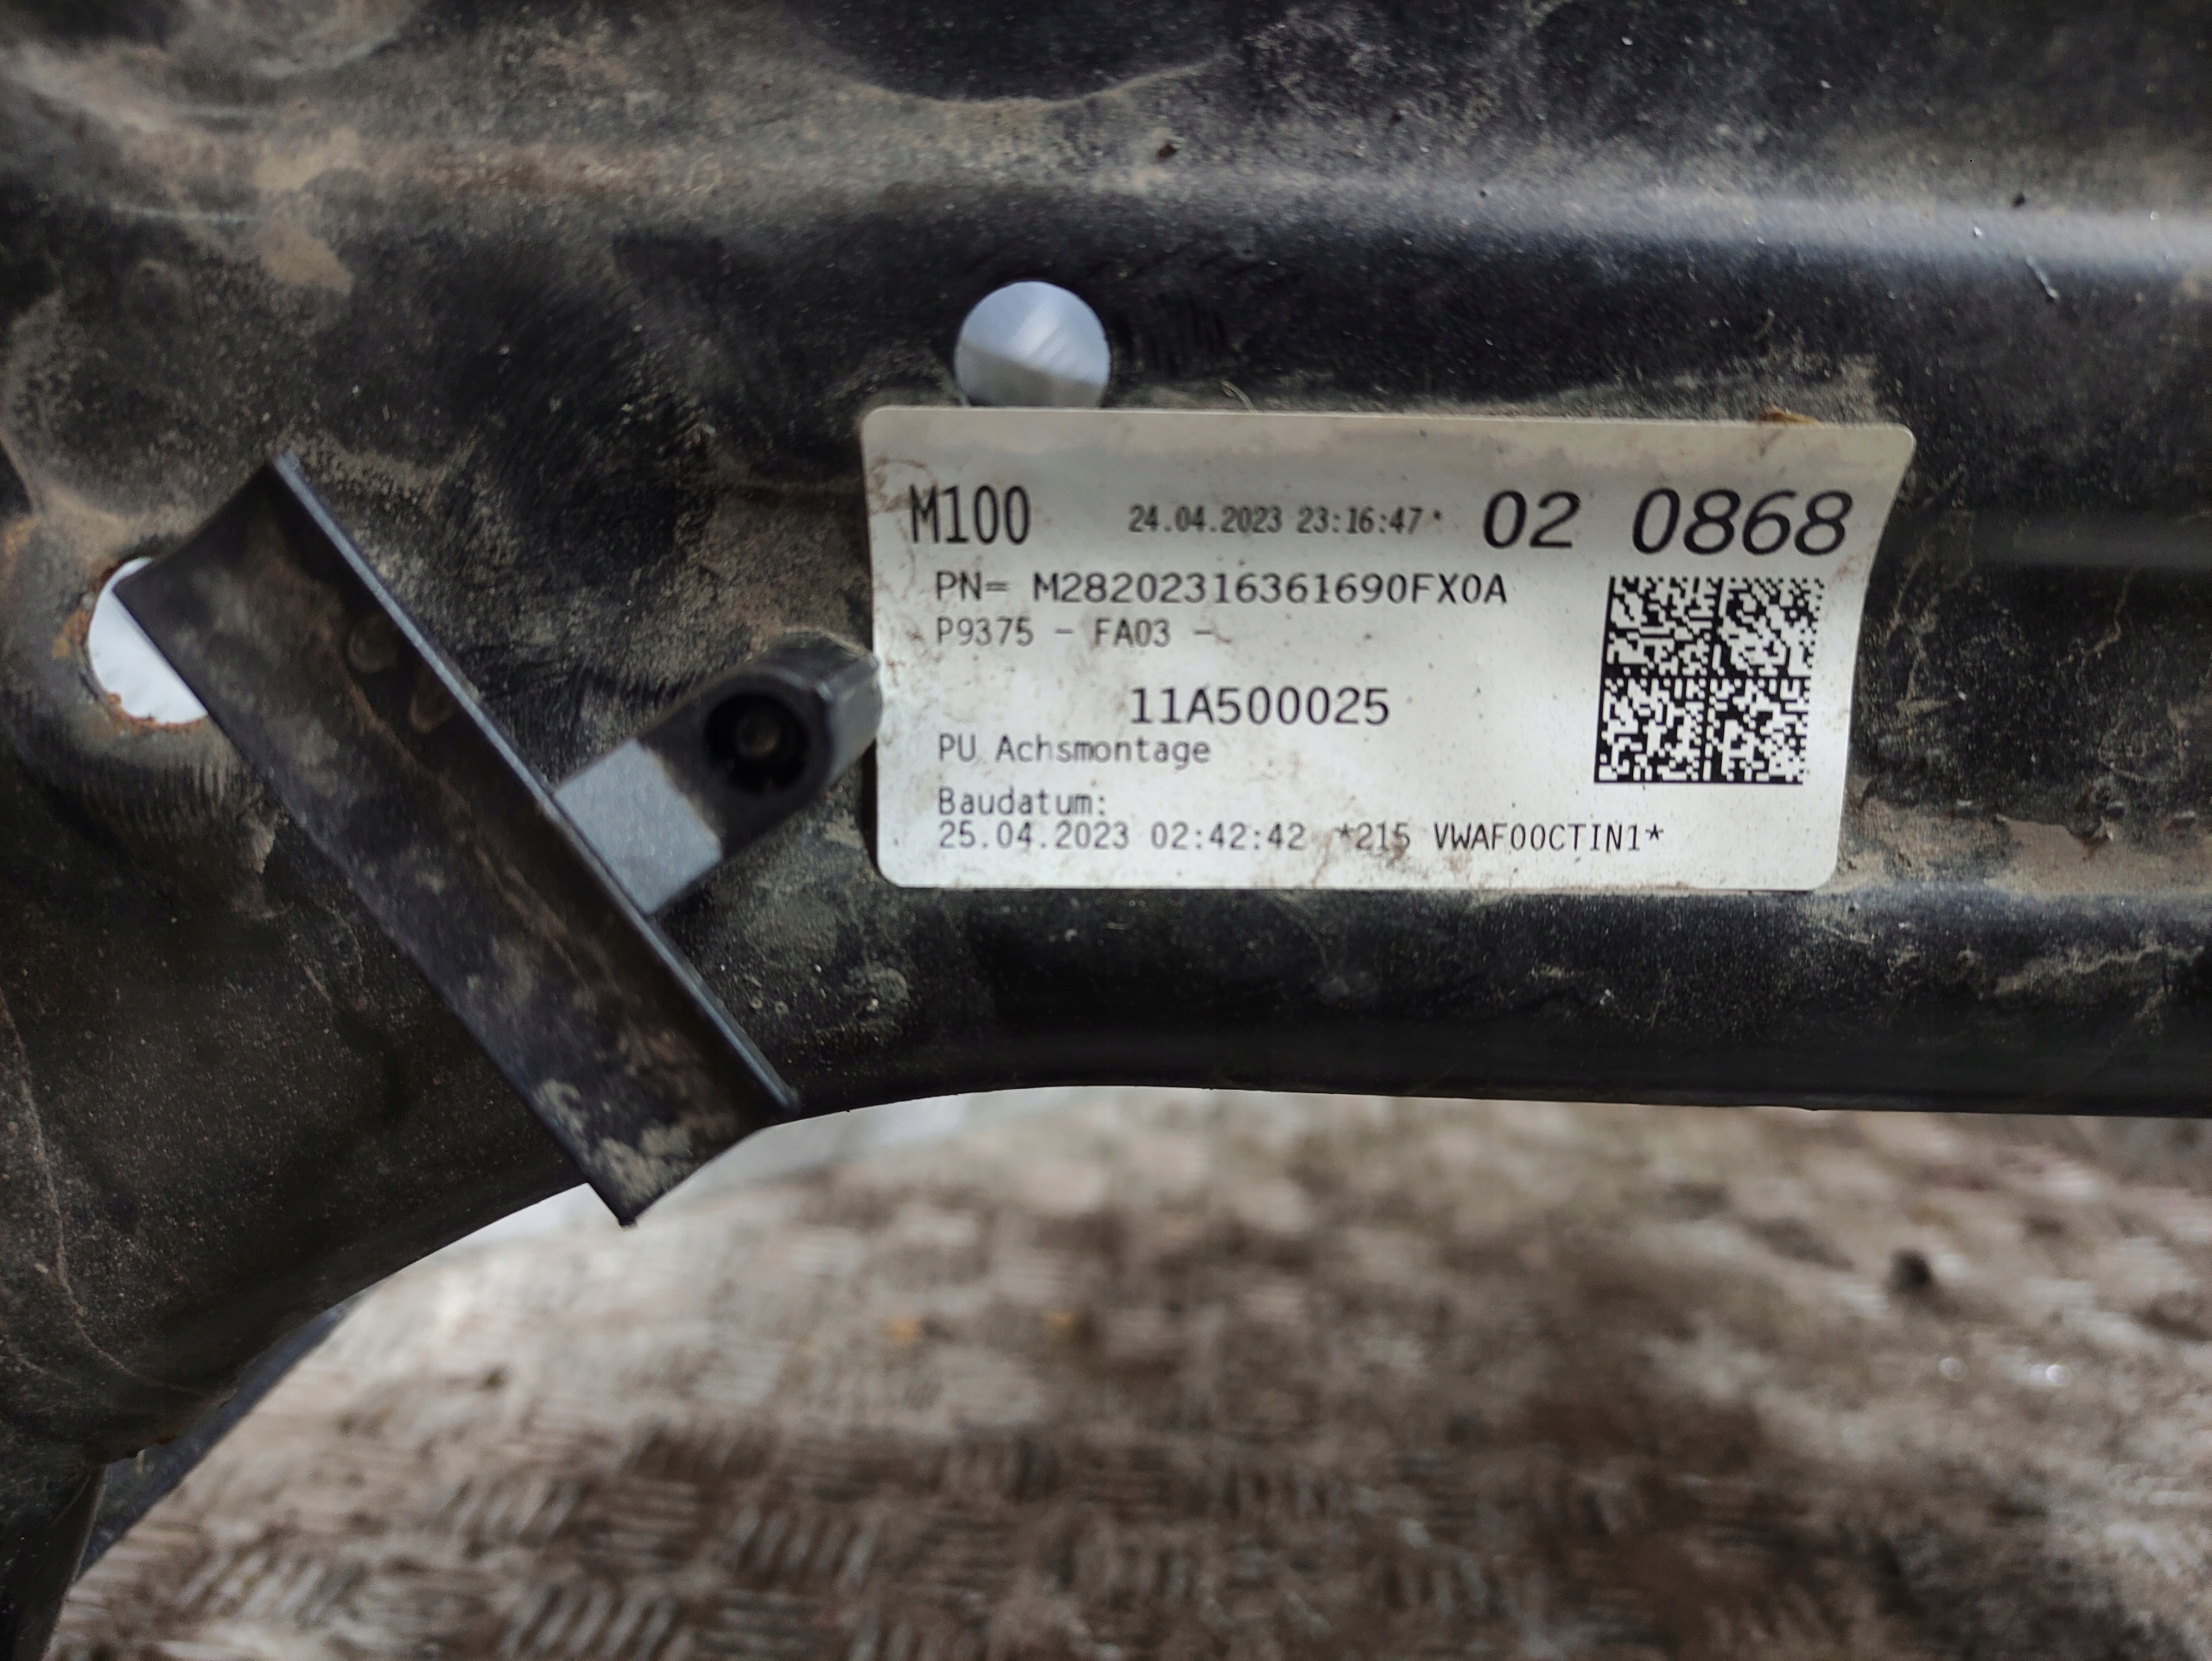 M100 24.04.2023 23:16:47* 02 0868
PN= M28202316361690FX0A
P9375 - FA03 -
11A500025
PU Achsmontage
Baudatum:
25.04.2023 02:42:42 *215 VWAF00CTIN1*